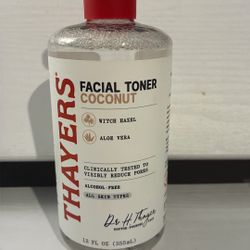 THAYERS®
FACIAL TONER
COCONUT
WITCH HAZEL
ALOE VERA
CLINICALLY TESTED TO
VISIBLY REDUCE PORES
ALCOHOL-FREE
ALL SKIN TYPES
Dr. H. Thayer
12 FL OZ (355mL)